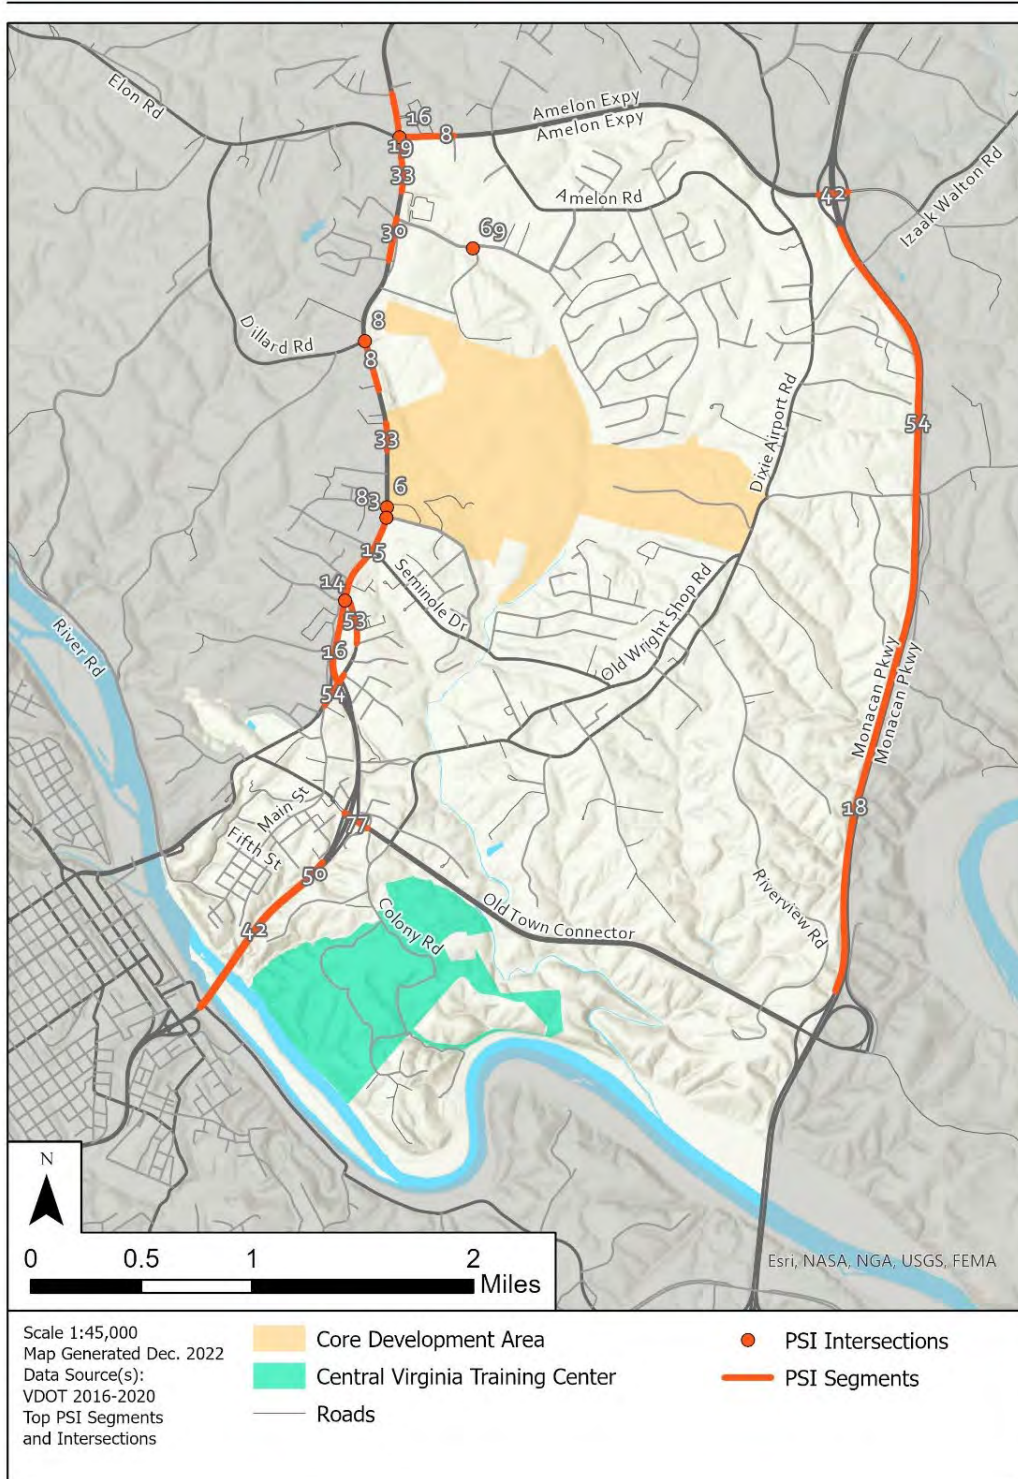 Elon Rd
16
Amelon Expy
Amelon Expy
8
19
33
Amelon Rd
42
Izaak Walton Rd
30
69
8
Dillard Rd
8
Dixie Airport Rd
54
33
6
83
15
Seminole Dr
14
53
Old Wright Shop Rd
River Rd
16
54
Monacan Pkwy
Monacan Pkwy
18
Main St
77
Fifth St
50
Riverview Rd
42
Colony Rd
Old Town Connector
N
0 0.5 1 2
Miles
Esri, NASA, NGA, USGS, FEMA
Scale 1:45,000
Map Generated Dec. 2022
Data Source(s):
VDOT 2016-2020
Top PSI Segments
and Intersections
Core Development Area
Central Virginia Training Center
Roads
PSI Intersections
PSI Segments